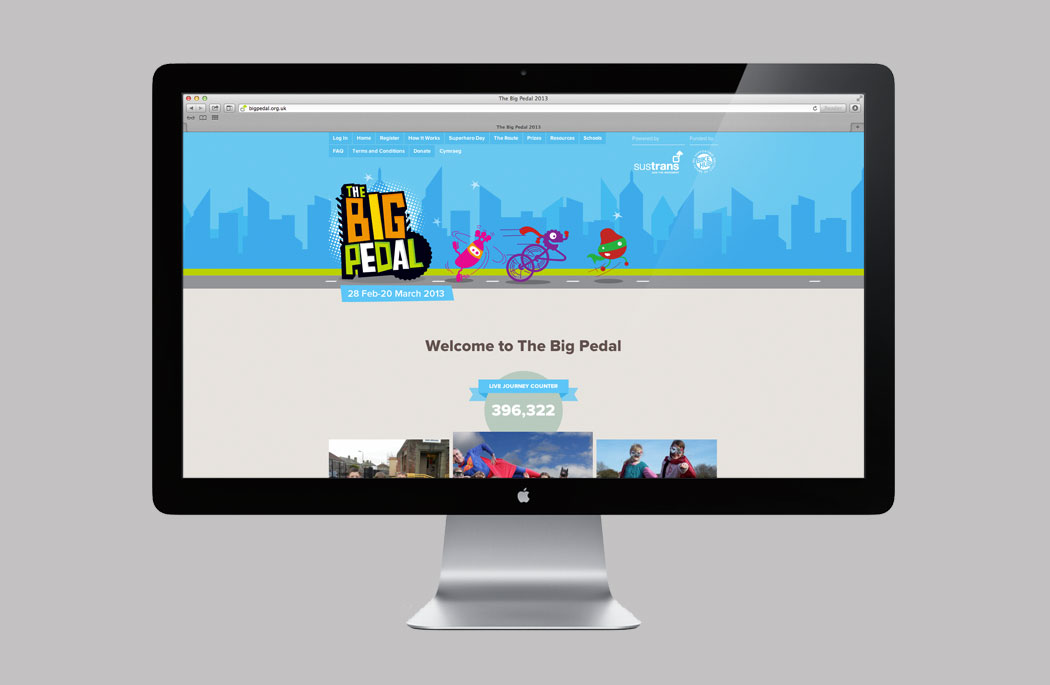 The Big Pedal 2013
bigpedal.org.uk
Reader
The Big Pedal 2013
Log In Home Register How It Works Superhero Day The Route Prizes Resources Schools
FAQ Terms and Conditions Donate Cymraeg
Powered by
Funded by
sustrans
THE
BIG
PEDAL
28 Feb-20 March 2013
Welcome to The Big Pedal
LIVE JOURNEY COUNTER
396,322